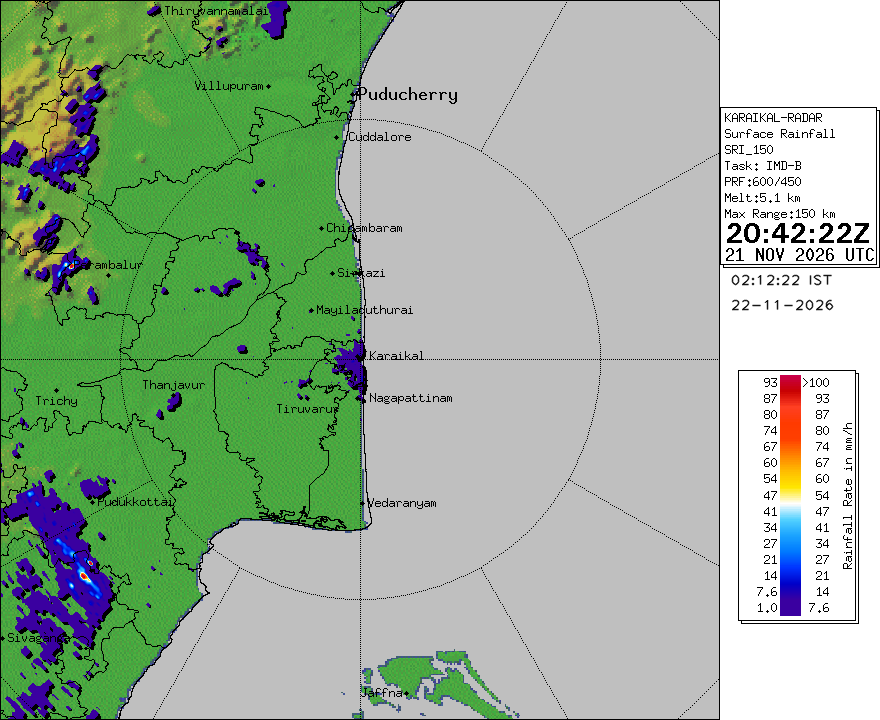 Thiruvannamalai
Villupuram
Puducherry
Cuddalore
Chidambaram
Perambalur
Sirkazi
Mayiladuthurai
Karaikal
Thanjavur
Trichy
Nagapattinam
Tiruvarur
Pudukkottai
Vedaranyam
Sivaganga
Jaffna
KARAIKAL-RADAR
Surface Rainfall
SRI_150
Task: IMD-B
PRF:600/450
Melt:5.1 km
Max Range:150 km
20:42:22Z
21 NOV 2026 UTC
02:12:22 IST
22-11-2026
93 >100
87 93
80 87
74 80
67 74
60 67
54 60
47 54
41 47
34 41
27 34
21 27
14 21
7.6 14
1.0 7.6
Rainfall Rate in mm/h